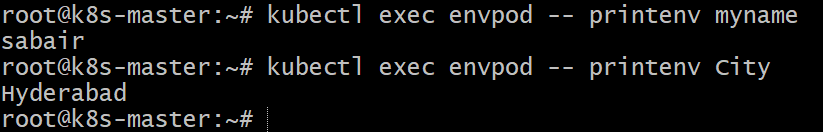 root@k8s-master:~# kubectl exec envpod -- printenv myname
sabair
root@k8s-master:~# kubectl exec envpod -- printenv City
Hyderabad
root@k8s-master:~#